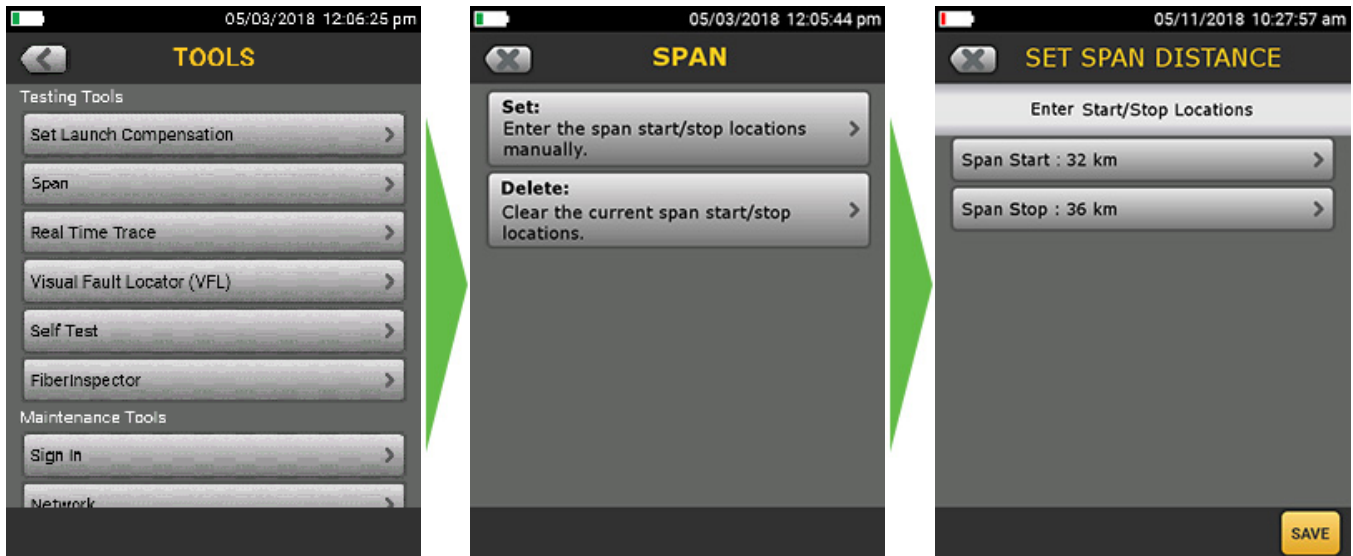 05/03/2018 12:06:25 pm
TOOLS
Testing Tools
Set Launch Compensation
Span
Real Time Trace
Visual Fault Locator (VFL)
Self Test
FiberInspector
Maintenance Tools
Sign In
Network
05/03/2018 12:05:44 pm
SPAN
Set:
Enter the span start/stop locations
manually.
Delete:
Clear the current span start/stop
locations.
05/11/2018 10:27:57 am
SET SPAN DISTANCE
Enter Start/Stop Locations
Span Start : 32 km
Span Stop : 36 km
SAVE